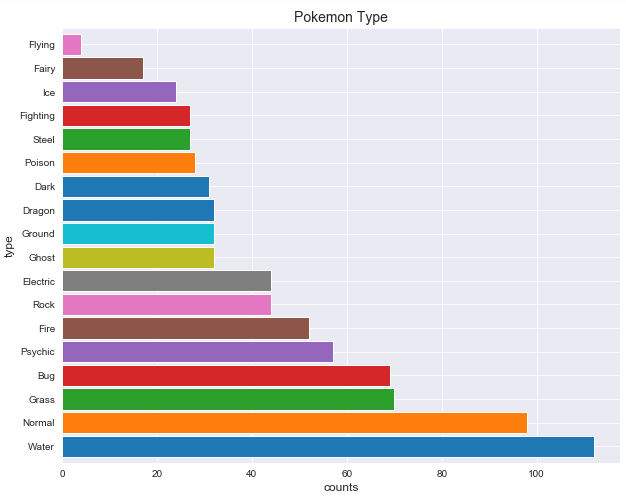 Pokemon Type
Flying
Fairy
Ice
Fighting
Steel
Poison
Dark
Dragon
Ground
type
Ghost
Electric
Rock
Fire
Psychic
Bug
Grass
Normal
Water
0 20 40 60 80 100
counts